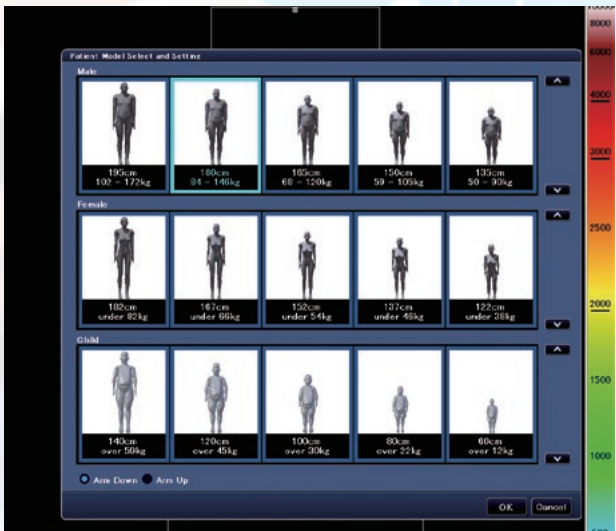 Patient Model Select and Setting
Male
195cm 180cm 165cm 150cm 135cm
102 - 172kg 84 - 146kg 68 - 120kg 59 - 105kg 50 - 90kg
Female
182cm 167cm 152cm 137cm 122cm
under 82kg under 66kg under 54kg under 46kg under 38kg
Child
140cm 120cm 100cm 80cm 60cm
over 59kg over 45kg over 30kg over 22kg over 12kg
Arm Down Arm Up
OK Cancel
8000
6000
4000
3000
2500
2000
1500
1000